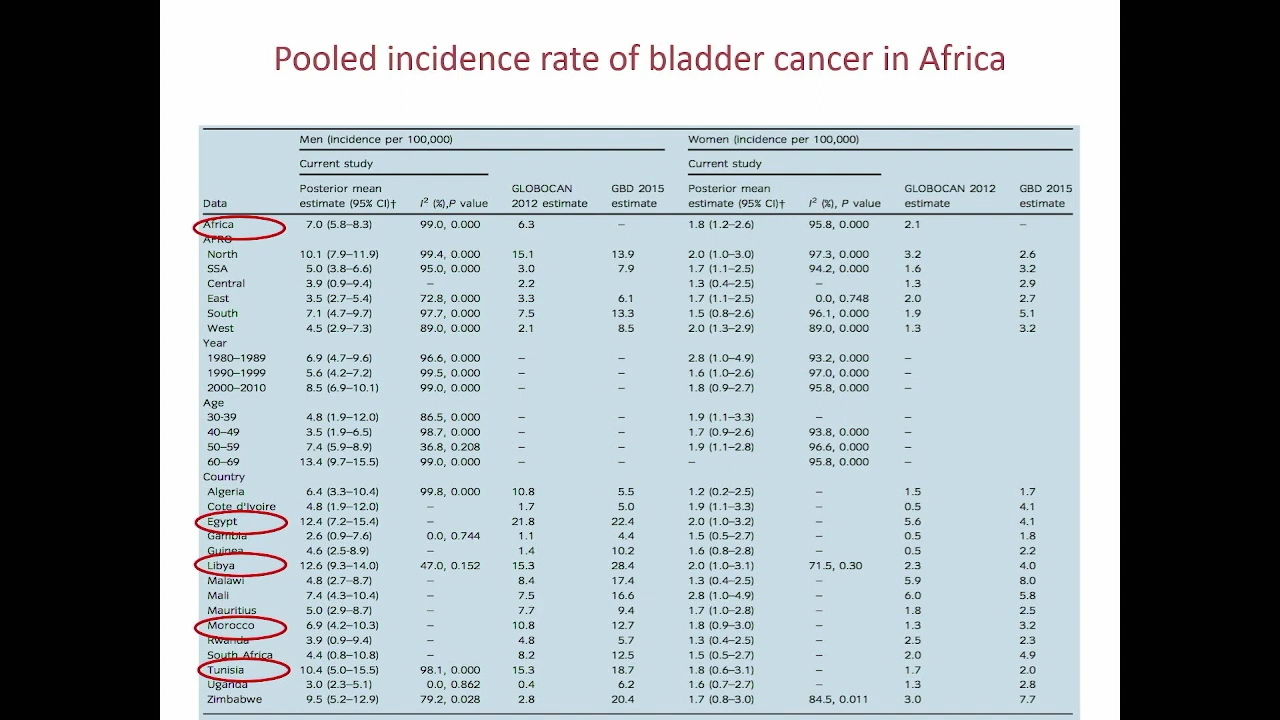 Pooled incidence rate of bladder cancer in Africa
Men (incidence per 100,000) Women (incidence per 100,000)
Current study Current study
Posterior mean GLOBOCAN GBD 2015 Posterior mean GLOBOCAN 2012 GBD 2015
Data estimate (95% CI)† I² (%),P value 2012 estimate estimate estimate (95% CI)† I² (%), P value estimate estimate
Africa 7.0 (5.8–8.3) 99.0, 0.000 6.3 – 1.8 (1.2–2.6) 95.8, 0.000 2.1 –
AFRO
North 10.1 (7.9–11.9) 99.4, 0.000 15.1 13.9 2.0 (1.0–3.0) 97.3, 0.000 3.2 2.6
SSA 5.0 (3.8–6.6) 95.0, 0.000 3.0 7.9 1.7 (1.1–2.5) 94.2, 0.000 1.6 3.2
Central 3.9 (0.9–9.4) – 2.2 1.3 (0.4–2.5) – 1.3 2.9
East 3.5 (2.7–5.4) 72.8, 0.000 3.3 6.1 1.7 (1.1–2.5) 0.0, 0.748 2.0 2.7
South 7.1 (4.7–9.7) 97.7, 0.000 7.5 13.3 1.5 (0.8–2.6) 96.1, 0.000 1.9 5.1
West 4.5 (2.9–7.3) 89.0, 0.000 2.1 8.5 2.0 (1.3–2.9) 89.0, 0.000 1.3 3.2
Year
1980–1989 6.9 (4.7–9.6) 96.6, 0.000 – – 2.8 (1.0–4.9) 93.2, 0.000 –
1990–1999 5.6 (4.2–7.2) 99.5, 0.000 – – 1.6 (1.0–2.6) 97.0, 0.000 –
2000–2010 8.5 (6.9–10.1) 99.0, 0.000 – – 1.8 (0.9–2.7) 95.8, 0.000 –
Age
30-39 4.8 (1.9–12.0) 86.5, 0.000 – – 1.9 (1.1–3.3) – –
40–49 3.5 (1.9–6.5) 98.7, 0.000 – – 1.7 (0.9–2.6) 93.8, 0.000 –
50–59 7.4 (5.9–8.9) 36.8, 0.208 – – 1.9 (1.1–2.8) 96.6, 0.000 –
60–69 13.4 (9.7–15.5) 99.0, 0.000 – – – 95.8, 0.000 –
Country
Algeria 6.4 (3.3–10.4) 99.8, 0.000 10.8 5.5 1.2 (0.2–2.5) – 1.5 1.7
Cote d'Ivoire 4.8 (1.9–12.0) – 1.7 5.0 1.9 (1.1–3.3) – 0.5 4.1
Egypt 12.4 (7.2–15.4) – 21.8 22.4 2.0 (1.0–3.2) – 5.6 4.1
Gambia 2.6 (0.9–7.6) 0.0, 0.744 1.1 4.4 1.5 (0.5–2.7) – 0.5 1.8
Guinea 4.6 (2.5-8.9) – 1.4 10.2 1.6 (0.8–2.8) – 0.5 2.2
Libya 12.6 (9.3–14.0) 47.0, 0.152 15.3 28.4 2.0 (1.0–3.1) 71.5, 0.30 2.3 4.0
Malawi 4.8 (2.7–8.7) – 8.4 17.4 1.3 (0.4–2.5) – 5.9 8.0
Mali 7.4 (4.3–10.4) – 7.5 16.6 2.8 (1.0–4.9) – 6.0 5.8
Mauritius 5.0 (2.9–8.7) – 7.7 9.4 1.7 (1.0–2.8) – 1.8 2.5
Morocco 6.9 (4.2–10.3) – 10.8 12.7 1.8 (0.9–3.0) – 1.3 3.2
Rwanda 3.9 (0.9–9.4) – 4.8 5.7 1.3 (0.4–2.5) – 2.5 2.3
South Africa 4.4 (0.8–10.8) – 8.2 12.5 1.5 (0.5–2.7) – 2.0 4.9
Tunisia 10.4 (5.0–15.5) 98.1, 0.000 15.3 18.7 1.8 (0.6–3.1) – 1.7 2.0
Uganda 3.0 (2.3–5.1) 0.0, 0.862 0.4 6.2 1.6 (0.7–2.7) – 1.3 2.8
Zimbabwe 9.5 (5.2–12.9) 79.2, 0.028 2.8 20.4 1.7 (0.8–3.0) 84.5, 0.011 3.0 7.7